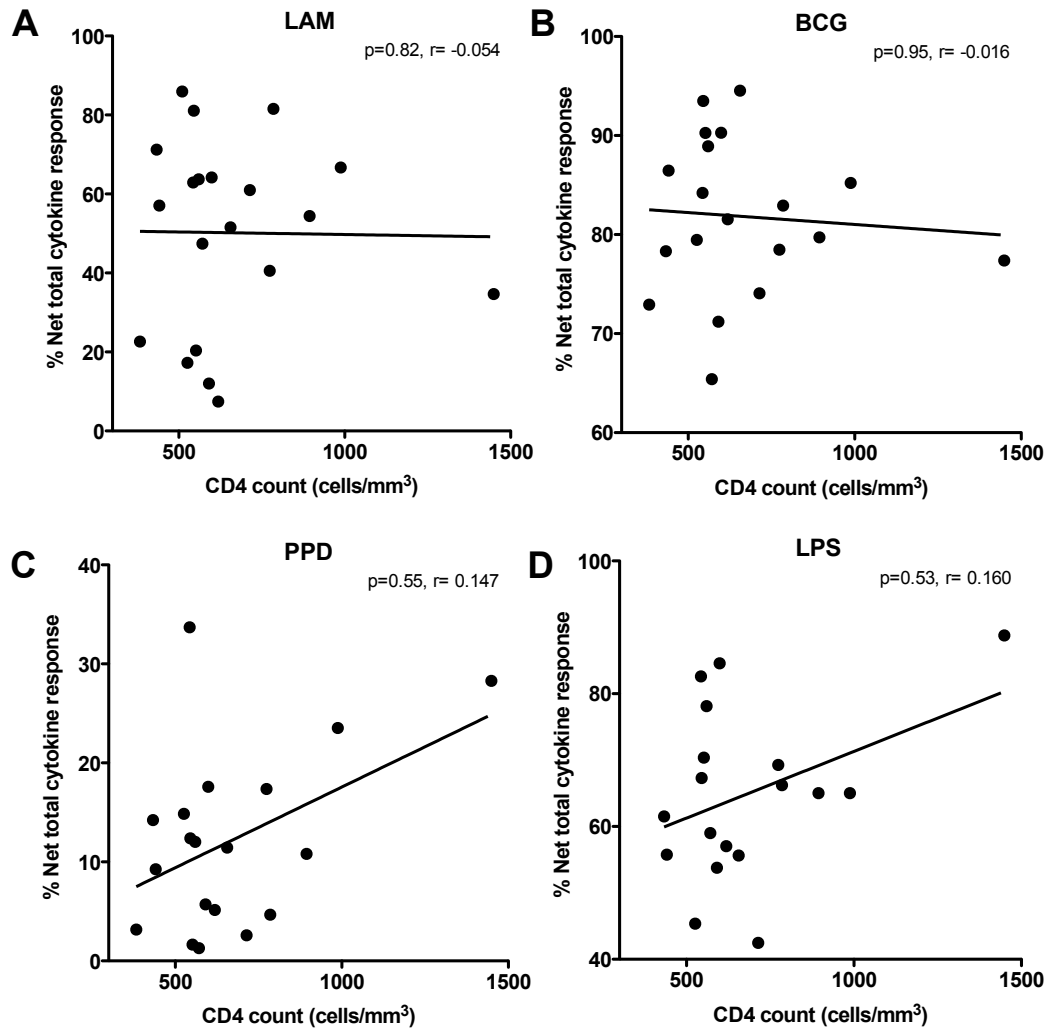 A
LAM
p=0.82, r= -0.054
% Net total cytokine response
100
80
60
40
20
0
500
1000
1500
CD4 count (cells/mm³)
B
BCG
p=0.95, r= -0.016
% Net total cytokine response
100
90
80
70
60
500
1000
1500
CD4 count (cells/mm³)
C
PPD
p=0.55, r= 0.147
% Net total cytokine response
40
30
20
10
0
500
1000
1500
CD4 count (cells/mm³)
D
LPS
p=0.53, r= 0.160
% Net total cytokine response
100
80
60
40
500
1000
1500
CD4 count (cells/mm³)